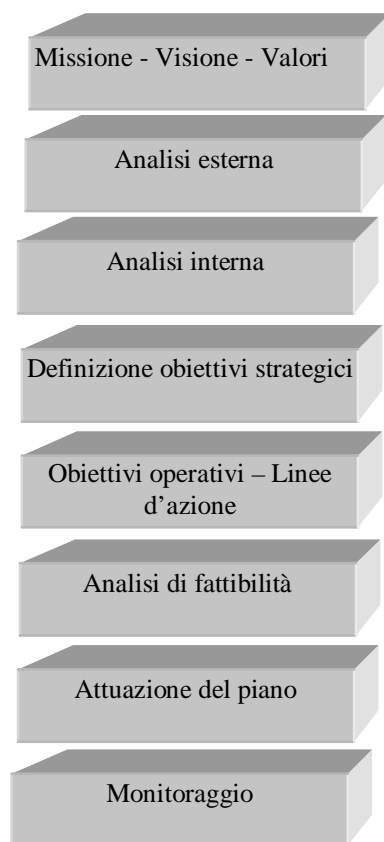 Missione - Visione - Valori
Analisi esterna
Analisi interna
Definizione obiettivi strategici
Obiettivi operativi – Linee
d’azione
Analisi di fattibilità
Attuazione del piano
Monitoraggio